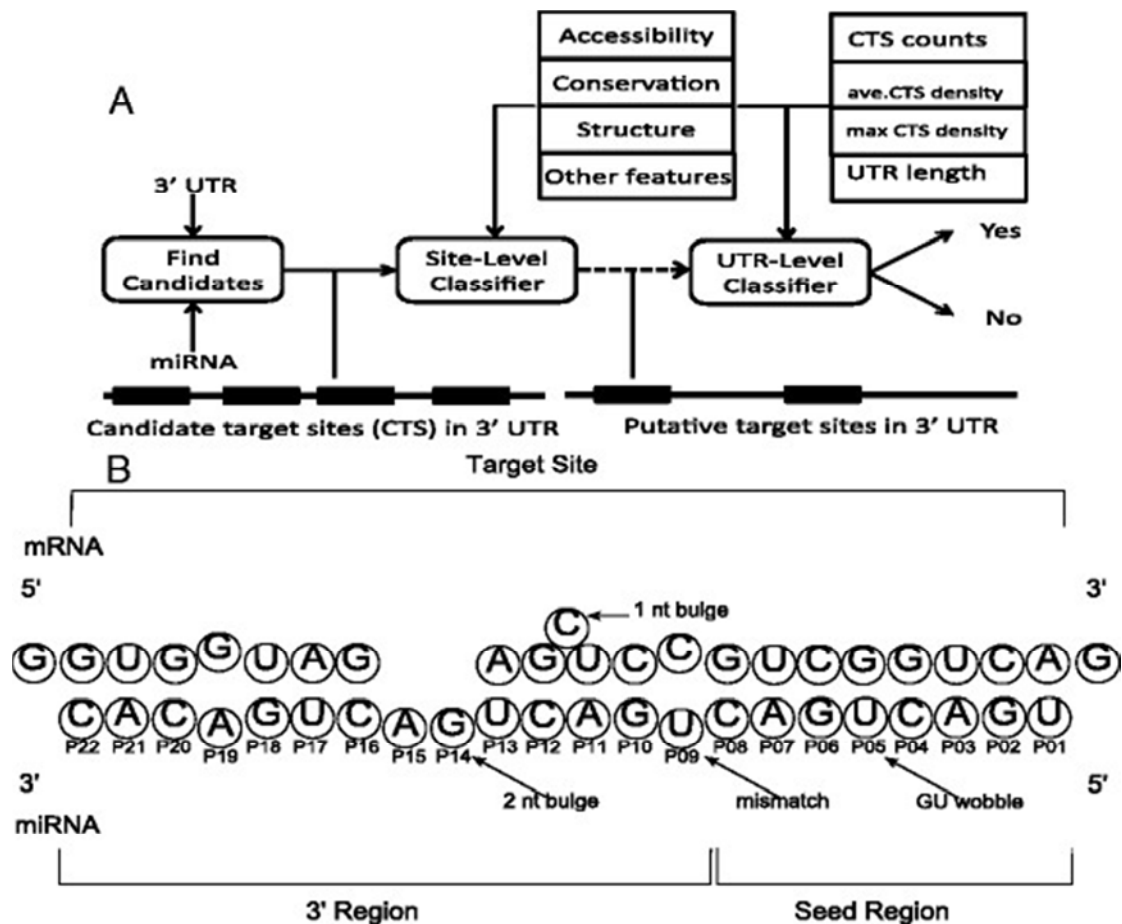 A
Accessibility
Conservation
Structure
Other features
CTS counts
ave.CTS density
max CTS density
UTR length
3' UTR
Find
Candidates
miRNA
Site-Level
Classifier
UTR-Level
Classifier
Yes
No
Candidate target sites (CTS) in 3' UTR
Putative target sites in 3' UTR
B
Target Site
mRNA
5'
3'
C
1 nt bulge
G G U G G U A G A G U C C G U C G G U C A G
C A C A G U C A G U C A G U C A G U C A G U
P22 P21 P20 P19 P18 P17 P16 P15 P14 P13 P12 P11 P10 P09 P08 P07 P06 P05 P04 P03 P02 P01
3'
2 nt bulge
mismatch
GU wobble
5'
miRNA
3' Region
Seed Region